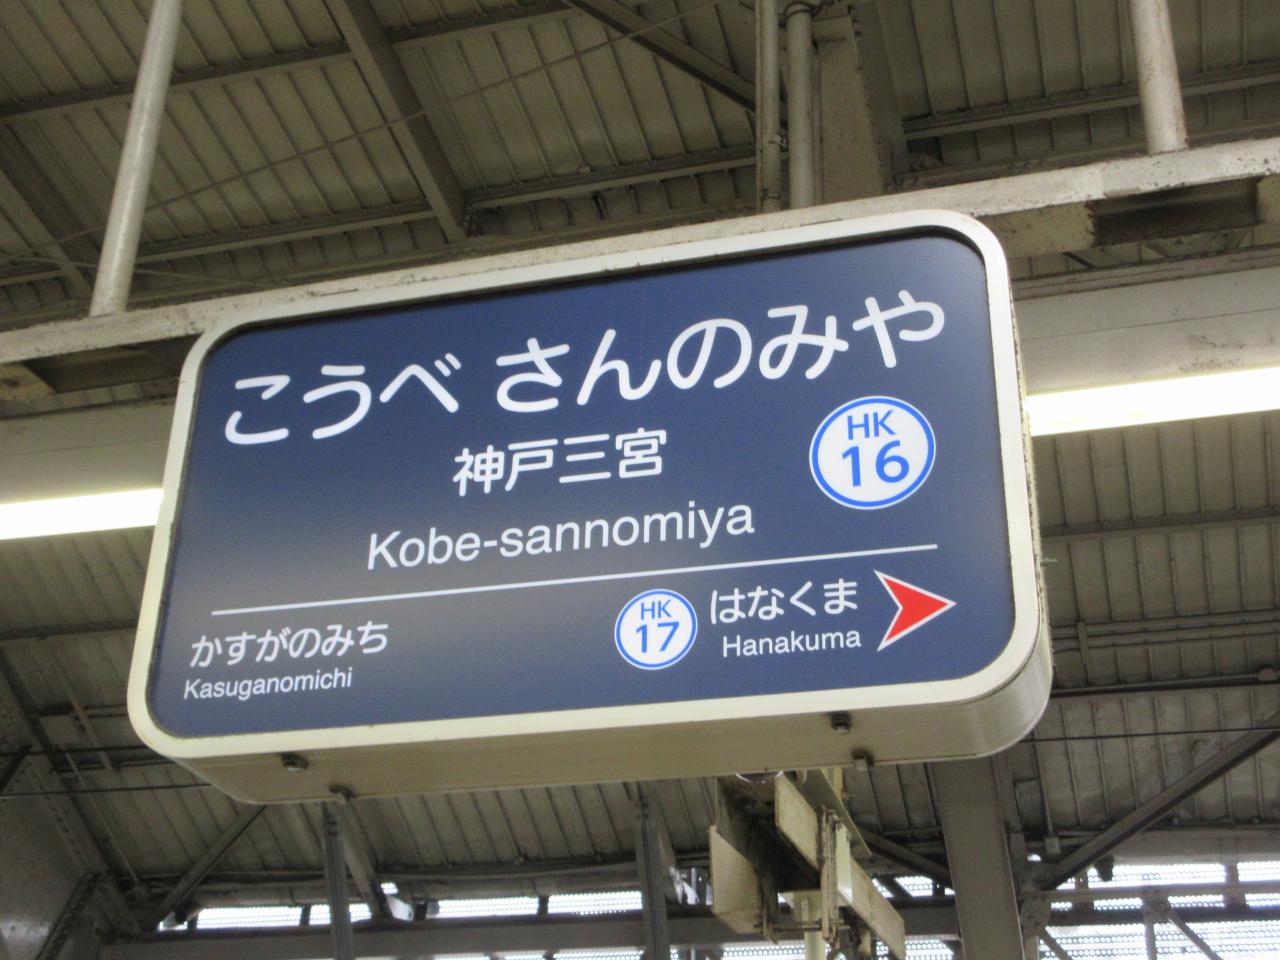 こうべ さんのみや
神戸三宮
HK
16
Kobe-sannomiya
かすがのみち
Kasuganomichi
HK
17
はなくま
Hanakuma